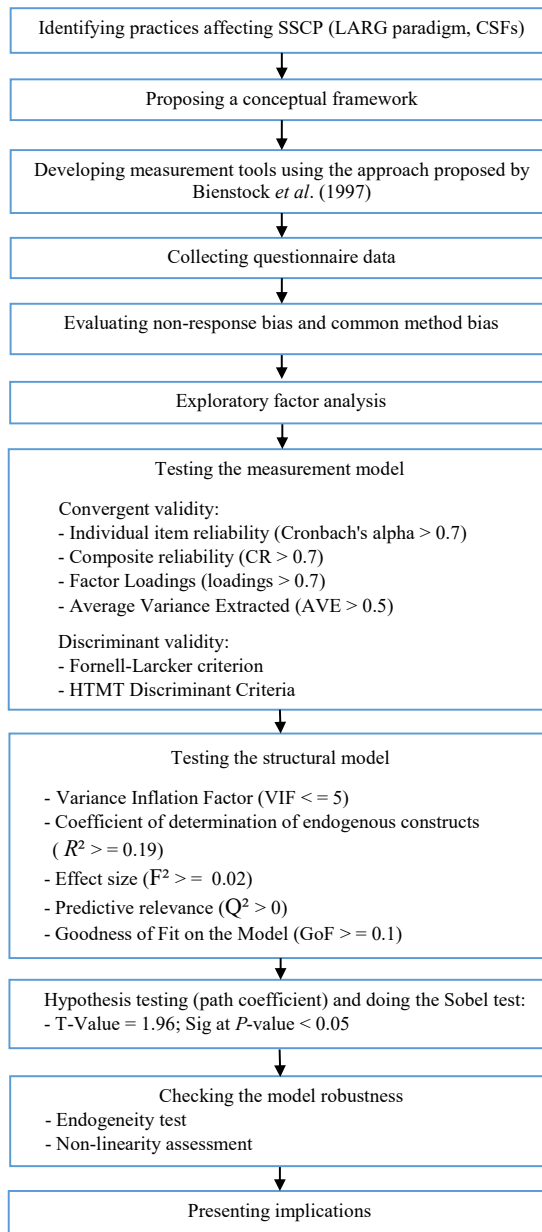 Identifying practices affecting SSCP (LARG paradigm, CSFs)
Proposing a conceptual framework
Developing measurement tools using the approach proposed by
Bienstock et al. (1997)
Collecting questionnaire data
Evaluating non-response bias and common method bias
Exploratory factor analysis
Testing the measurement model
Convergent validity:
- Individual item reliability (Cronbach's alpha > 0.7)
- Composite reliability (CR > 0.7)
- Factor Loadings (loadings > 0.7)
- Average Variance Extracted (AVE > 0.5)
Discriminant validity:
- Fornell-Larcker criterion
- HTMT Discriminant Criteria
Testing the structural model
- Variance Inflation Factor (VIF < = 5)
- Coefficient of determination of endogenous constructs
( R² > = 0.19)
- Effect size (F² > = 0.02)
- Predictive relevance (Q² > 0)
- Goodness of Fit on the Model (GoF > = 0.1)
Hypothesis testing (path coefficient) and doing the Sobel test:
- T-Value = 1.96; Sig at P-value < 0.05
Checking the model robustness
- Endogeneity test
- Non-linearity assessment
Presenting implications